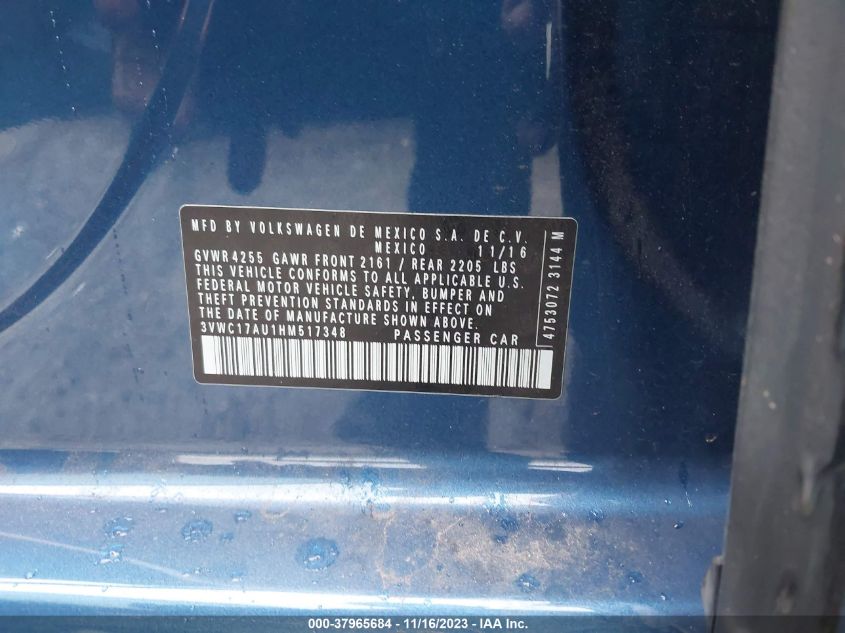 MFD BY VOLKSWAGEN DE MEXICO S.A. DE C.V.
MEXICO 11/16
GVWR 4255 GAWR FRONT 2161 / REAR 2205 LBS
THIS VEHICLE CONFORMS TO ALL APPLICABLE U.S.
FEDERAL MOTOR VEHICLE SAFETY, BUMPER AND
THEFT PREVENTION STANDARDS IN EFFECT ON
THE DATE OF MANUFACTURE SHOWN ABOVE.
3VWC17AU1HM517348 PASSENGER CAR
4753072 3144 M
000-37965684 - 11/16/2023 - IAA Inc.